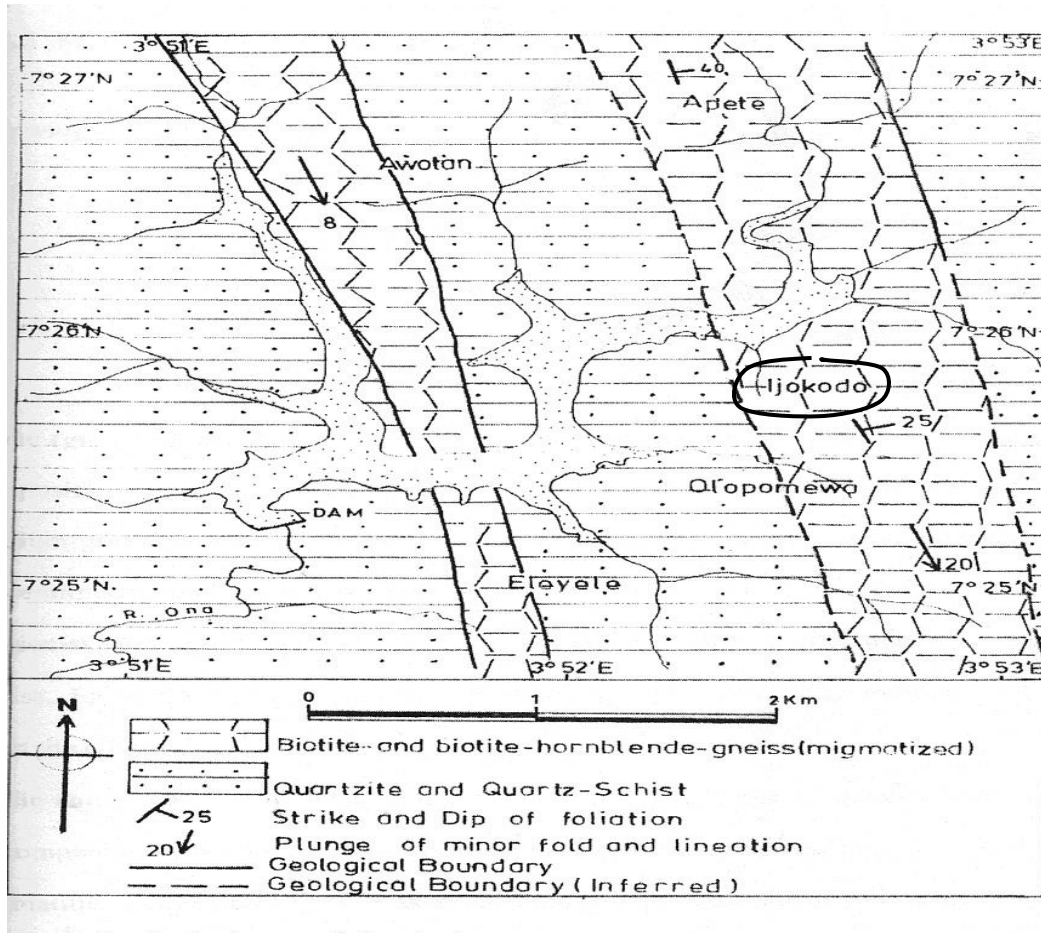 3° 51'E
3° 53'E
7° 27'N
7° 27'N
40
Apete
Awotan
8
7° 26'N
7° 26'N
Ijokodo
25
Olopomewa
DAM
20
7° 25'N
Eleyele
7° 25'N
R. Ona
3° 51'E
3° 52'E
3° 53'E
N
0 1 2 Km
Biotite- and biotite-hornblende-gneiss (migmatized)
Quartzite and Quartz-Schist
25 Strike and Dip of foliation
20 Plunge of minor fold and lineation
Geological Boundary
Geological Boundary (Inferred)